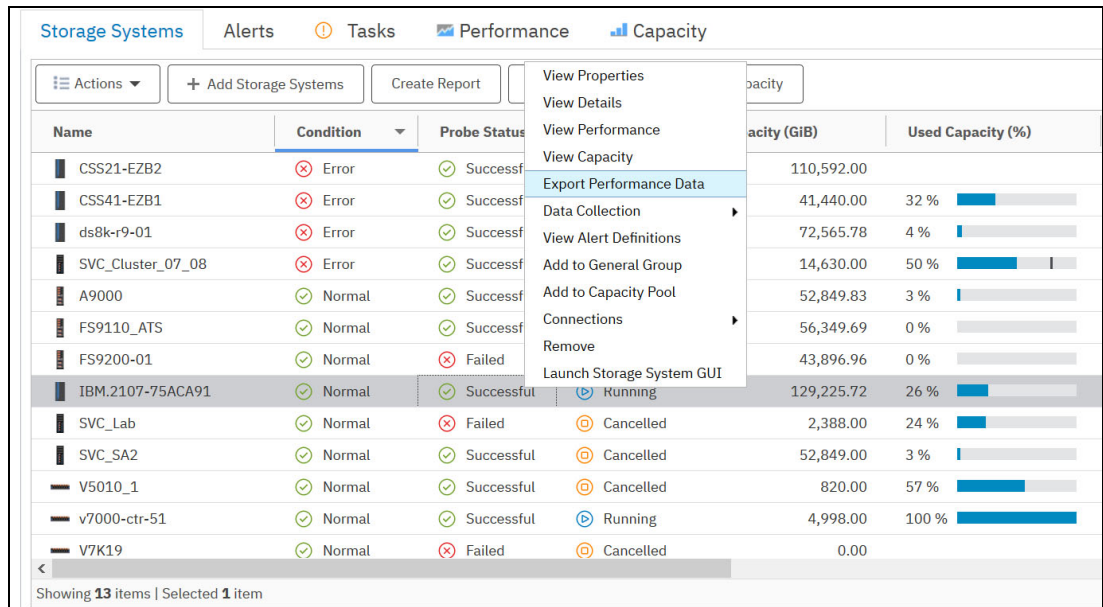 Storage Systems Alerts Tasks Performance Capacity
Actions + Add Storage Systems Create Report pacity
View Properties
View Details
View Performance
View Capacity
Export Performance Data
Data Collection
View Alert Definitions
Add to General Group
Add to Capacity Pool
Connections
Remove
Launch Storage System GUI
Name Condition Probe Status acity (GiB) Used Capacity (%)
CSS21-EZB2 Error Successf 110,592.00
CSS41-EZB1 Error Successf 41,440.00 32 %
ds8k-r9-01 Error Successf 72,565.78 4 %
SVC_Cluster_07_08 Error Successf 14,630.00 50 %
A9000 Normal Successf 52,849.83 3 %
FS9110_ATS Normal Successf 56,349.69 0 %
FS9200-01 Normal Failed 43,896.96 0 %
IBM.2107-75ACA91 Normal Successful Running 129,225.72 26 %
SVC_Lab Normal Failed Cancelled 2,388.00 24 %
SVC_SA2 Normal Successful Cancelled 52,849.00 3 %
V5010_1 Normal Successful Cancelled 820.00 57 %
v7000-ctr-51 Normal Successful Running 4,998.00 100 %
V7K19 Normal Failed Cancelled 0.00
Showing 13 items | Selected 1 item